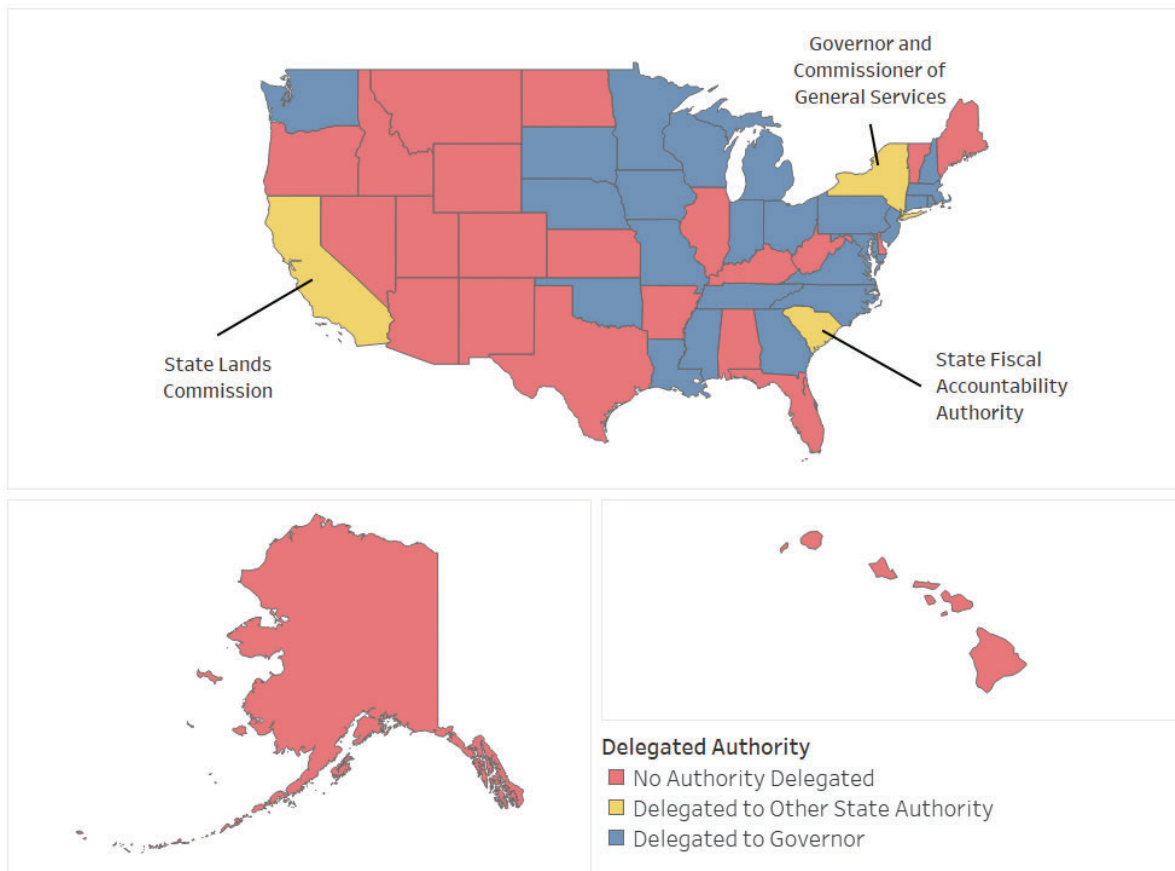 Governor and
Commissioner of
General Services
State Lands
Commission
State Fiscal
Accountability
Authority
Delegated Authority
No Authority Delegated
Delegated to Other State Authority
Delegated to Governor